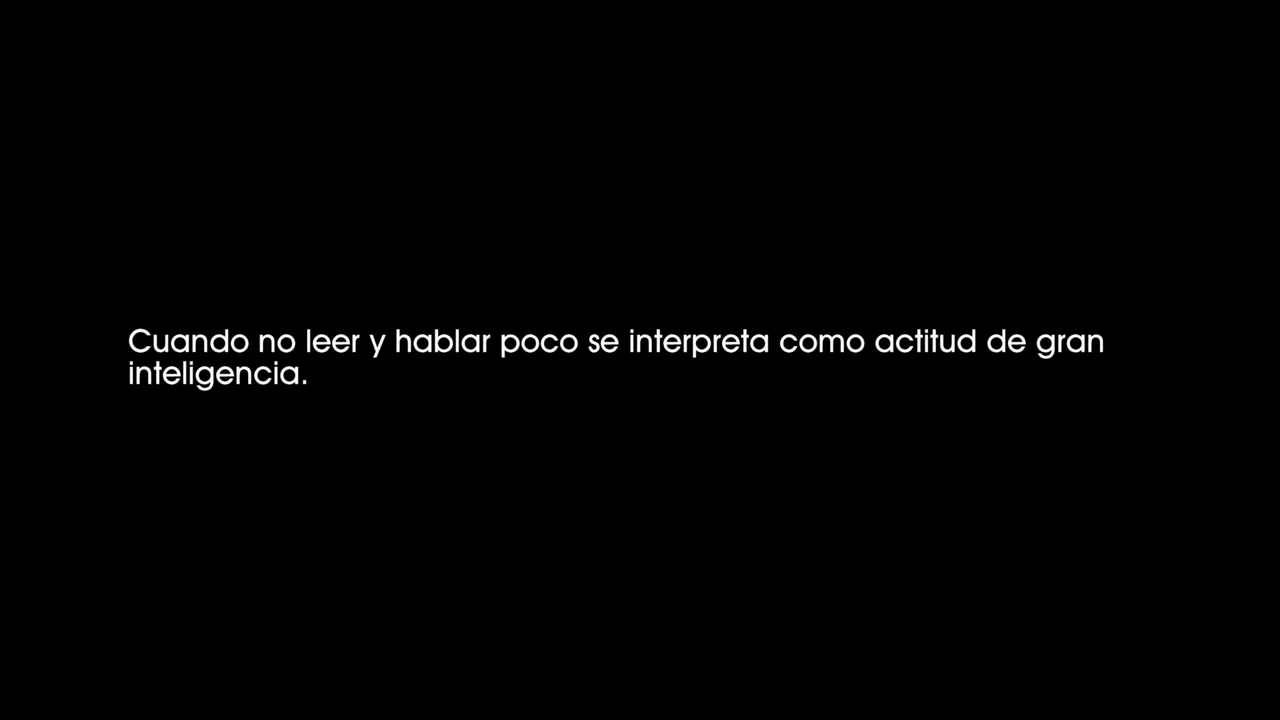 Cuando no leer y hablar poco se interpreta como actitud de gran
inteligencia.